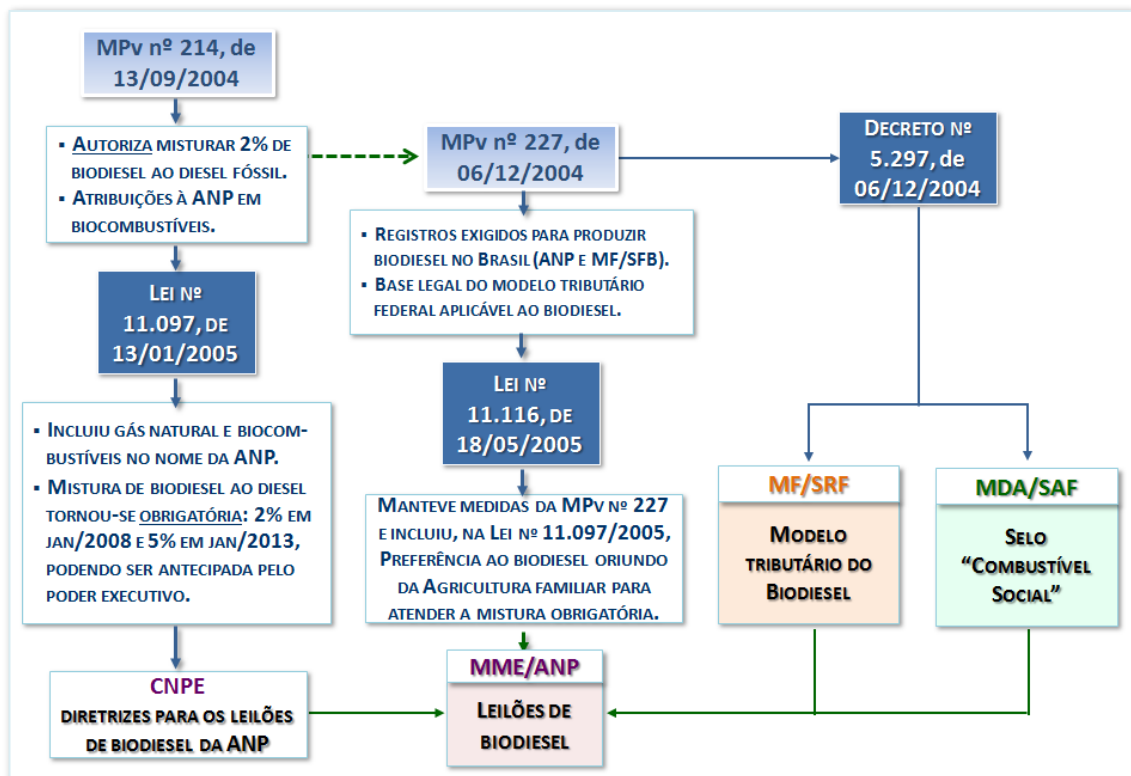 MPv nº 214, de
13/09/2004
▪ Autoriza misturar 2% de
biodiesel ao diesel fóssil.
▪ Atribuições à ANP em
biocombustíveis.
Lei nº
11.097, de
13/01/2005
▪ Incluiu gás natural e biocom-
bustíveis no nome da ANP.
▪ Mistura de biodiesel ao diesel
tornou-se obrigatória: 2% em
jan/2008 e 5% em jan/2013,
podendo ser antecipada pelo
poder executivo.
CNPE
diretrizes para os leilões
de biodiesel da ANP
MPv nº 227, de
06/12/2004
▪ Registros exigidos para produzir
biodiesel no Brasil (ANP e MF/SFB).
▪ Base legal do modelo tributário
federal aplicável ao biodiesel.
Lei nº
11.116, de
18/05/2005
Manteve medidas da MPv nº 227
e incluiu, na Lei nº 11.097/2005,
Preferência ao biodiesel oriundo
da Agricultura familiar para
atender a mistura obrigatória.
MME/ANP
Leilões de
biodiesel
Decreto nº
5.297, de
06/12/2004
MF/SRF
Modelo
tributário do
Biodiesel
MDA/SAF
Selo
“Combustível
Social”